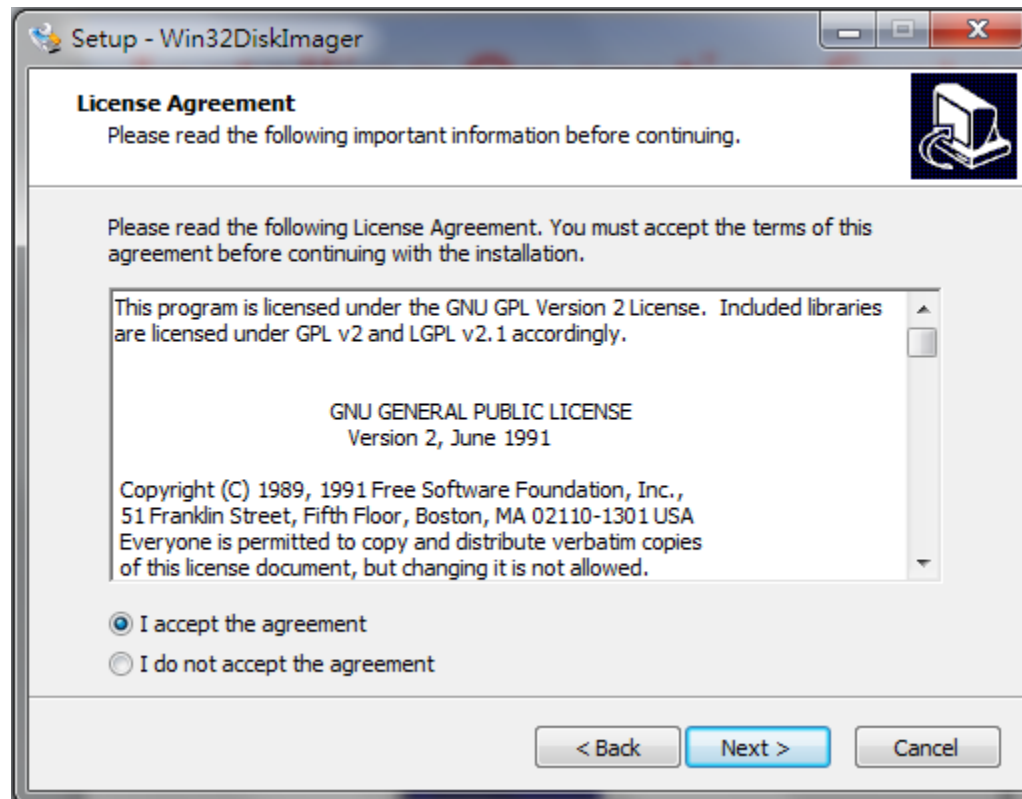 Setup - Win32DiskImager
License Agreement
Please read the following important information before continuing.
Please read the following License Agreement. You must accept the terms of this
agreement before continuing with the installation.
This program is licensed under the GNU GPL Version 2 License.  Included libraries
are licensed under GPL v2 and LGPL v2.1 accordingly.
GNU GENERAL PUBLIC LICENSE
Version 2, June 1991
Copyright (C) 1989, 1991 Free Software Foundation, Inc.,
51 Franklin Street, Fifth Floor, Boston, MA 02110-1301 USA
Everyone is permitted to copy and distribute verbatim copies
of this license document, but changing it is not allowed.
I accept the agreement
I do not accept the agreement
< Back Next > Cancel